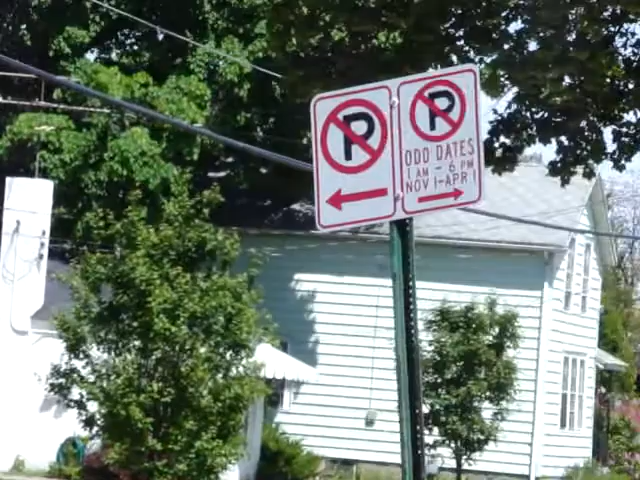 P
P
ODD DATES
1 AM - 6 PM
NOV 1-APR 1